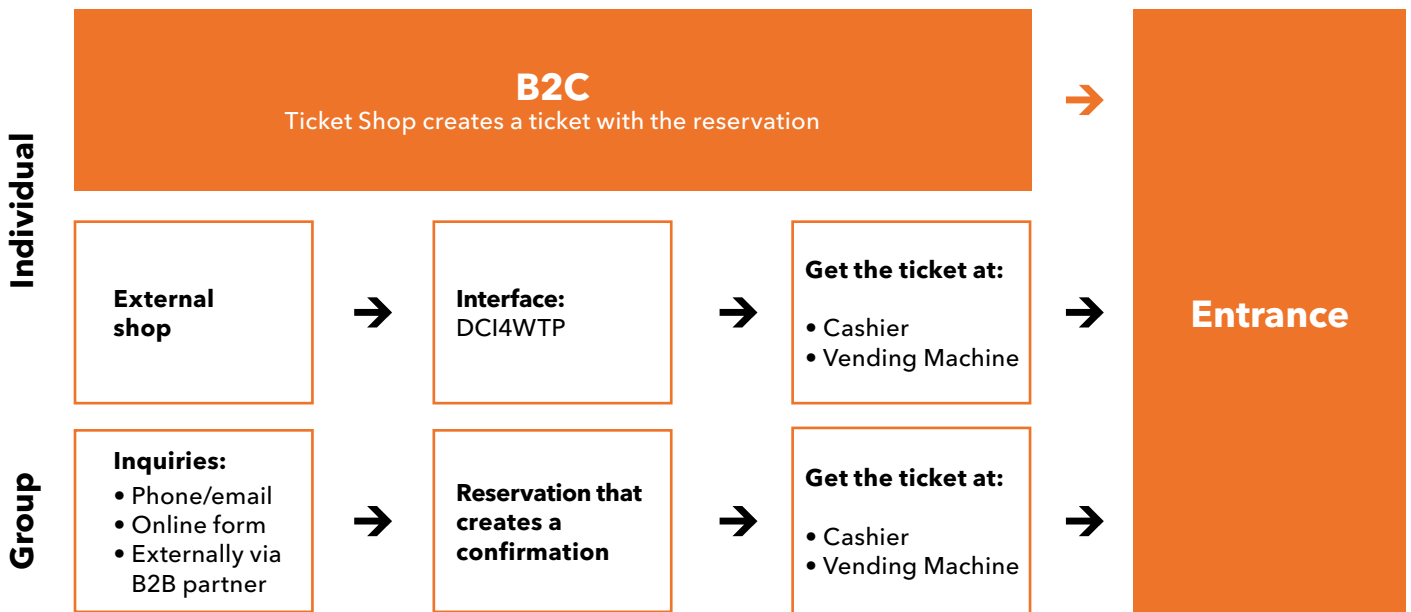 Individual
B2C
Ticket Shop creates a ticket with the reservation
External
shop
Interface:
DCI4WTP
Get the ticket at:
• Cashier
• Vending Machine
Entrance
Group
Inquiries:
• Phone/email
• Online form
• Externally via
B2B partner
Reservation that
creates a
confirmation
Get the ticket at:
• Cashier
• Vending Machine